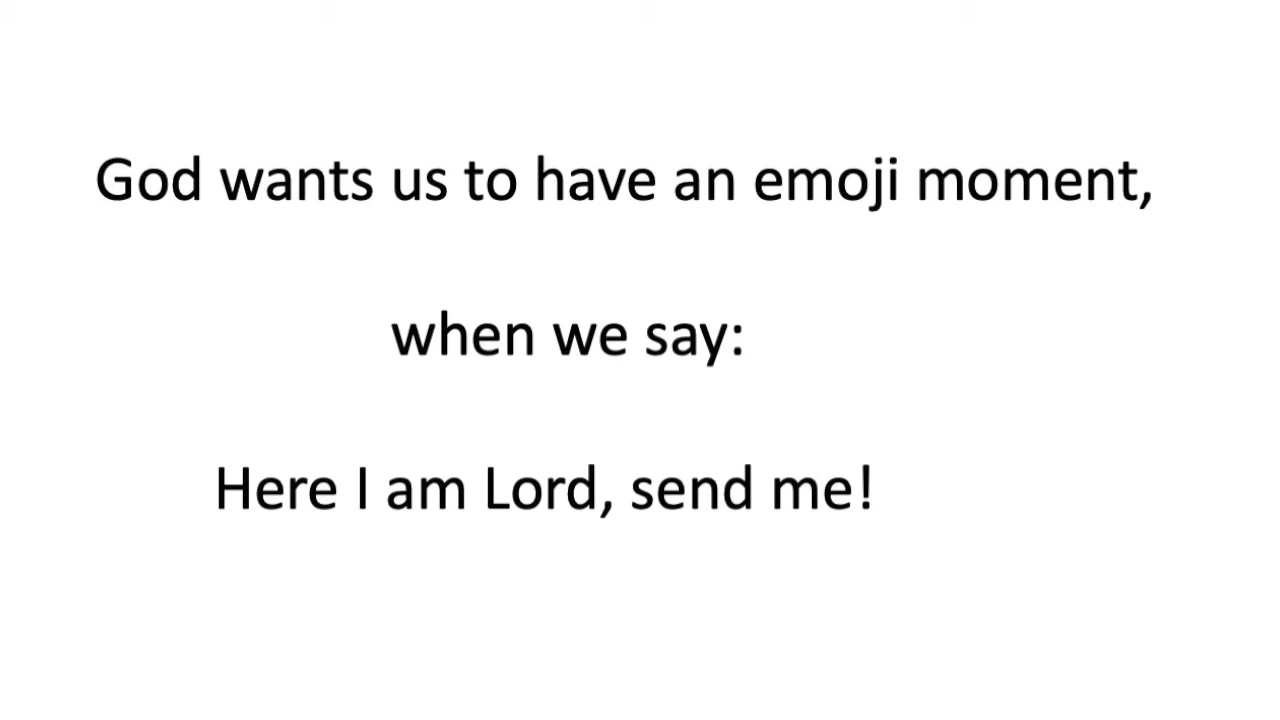 God wants us to have an emoji moment,
when we say:
Here I am Lord, send me!